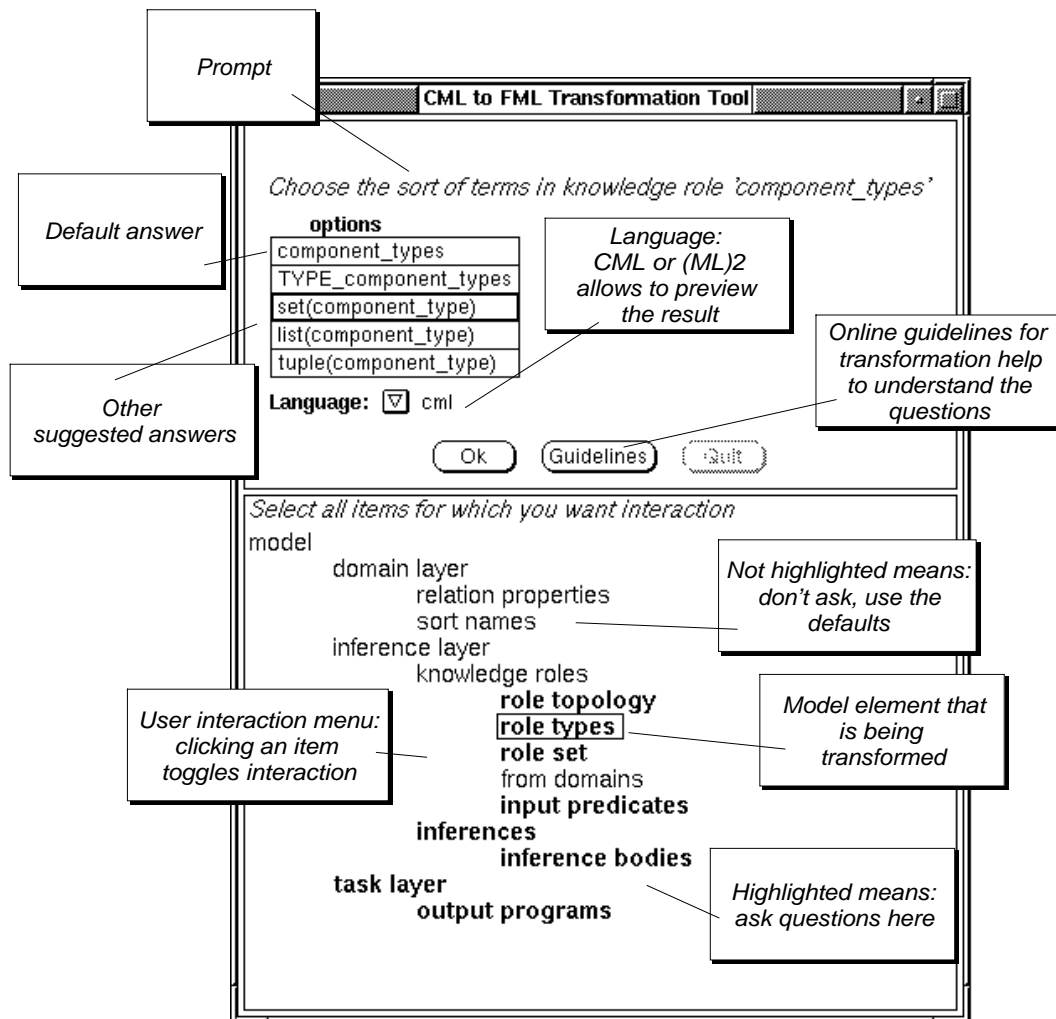 Prompt
CML to FML Transformation Tool
Choose the sort of terms in knowledge role 'component_types'
Default answer
options
component_types
TYPE_component_types
set(component_type)
list(component_type)
tuple(component_type)
Language:
CML or (ML)2
allows to preview
the result
Online guidelines for
transformation help
to understand the
questions
Other
suggested answers
Language: cml
Ok Guidelines Quit
Select all items for which you want interaction
model
domain layer
relation properties
sort names
inference layer
knowledge roles
role topology
role types
role set
from domains
input predicates
inferences
inference bodies
task layer
output programs
Not highlighted means:
don't ask, use the
defaults
User interaction menu:
clicking an item
toggles interaction
Model element that
is being
transformed
Highlighted means:
ask questions here